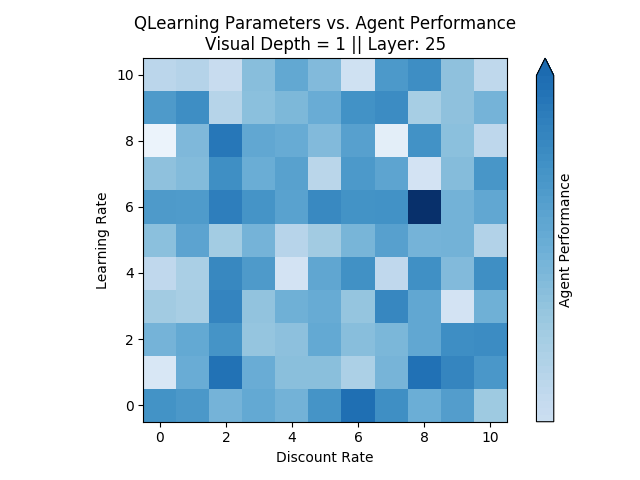 QLearning Parameters vs. Agent Performance
Visual Depth = 1 || Layer: 25
10
8
6
4
2
0
Learning Rate
0 2 4 6 8 10
Discount Rate
Agent Performance